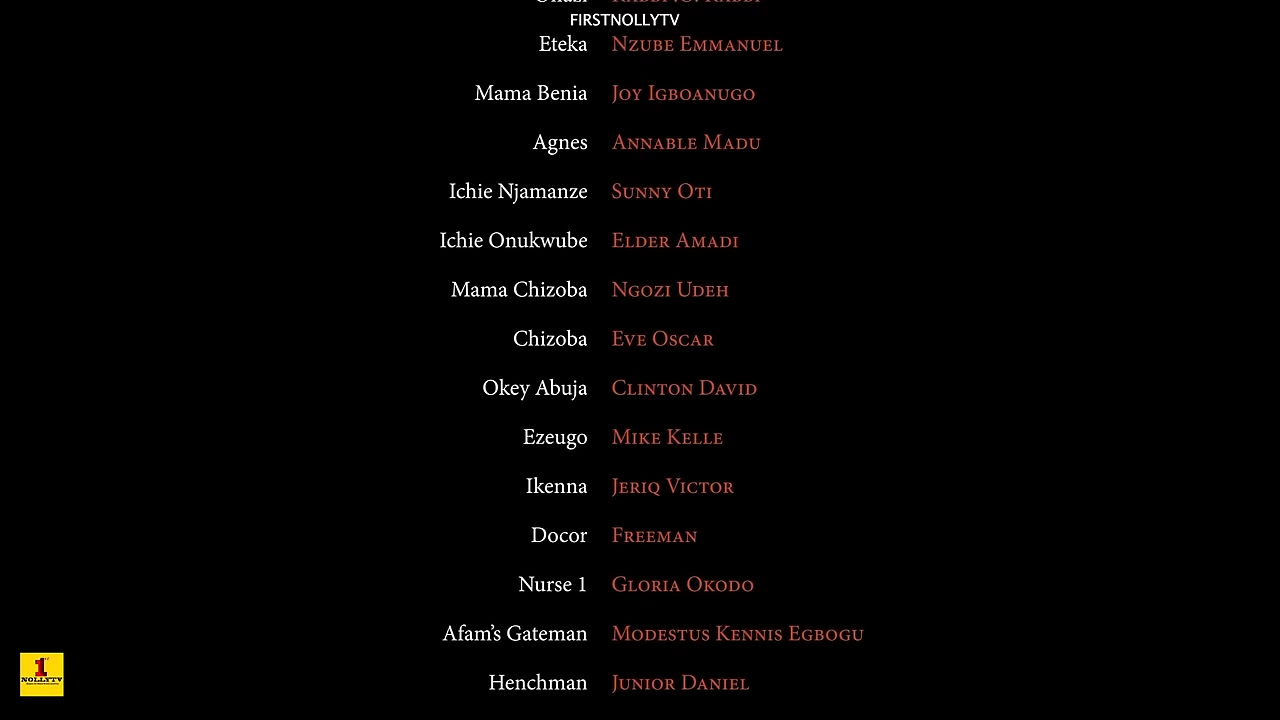 FIRSTNOLLYTV
Eteka NZUBE EMMANUEL
Mama Benia JOY IGBOANUGO
Agnes ANNABLE MADU
Ichie Njamanze SUNNY OTI
Ichie Onukwube ELDER AMADI
Mama Chizoba NGOZI UDEH
Chizoba EVE OSCAR
Okey Abuja CLINTON DAVID
Ezeugo MIKE KELLE
Ikenna JERIQ VICTOR
Docor FREEMAN
Nurse 1 GLORIA OKODO
Afam's Gateman MODESTUS KENNIS EGBOGU
Henchman JUNIOR DANIEL
1
NOLLYTV